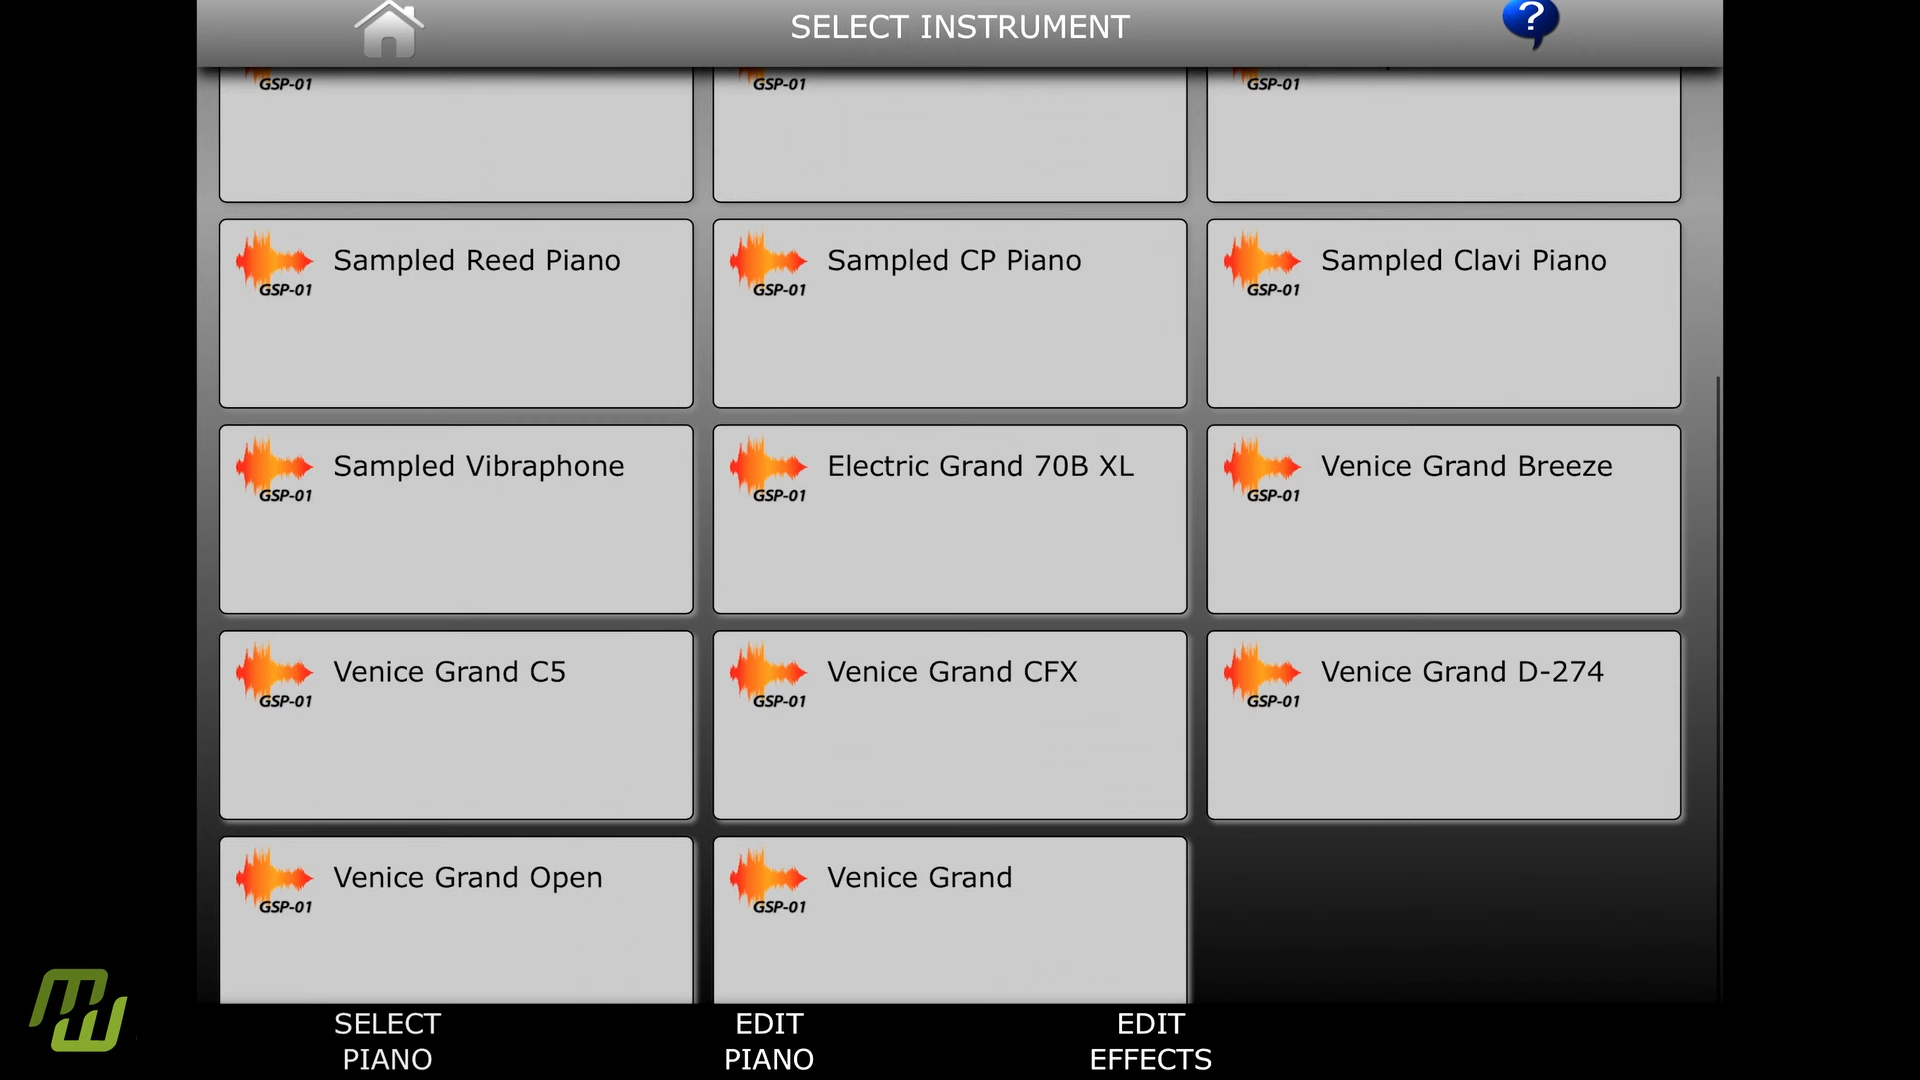 SELECT INSTRUMENT
?
GSP-01
GSP-01
GSP-01
Sampled Reed Piano
GSP-01
Sampled CP Piano
GSP-01
Sampled Clavi Piano
GSP-01
Sampled Vibraphone
GSP-01
Electric Grand 70B XL
GSP-01
Venice Grand Breeze
GSP-01
Venice Grand C5
GSP-01
Venice Grand CFX
GSP-01
Venice Grand D-274
GSP-01
Venice Grand Open
GSP-01
Venice Grand
GSP-01
SELECT
PIANO
EDIT
PIANO
EDIT
EFFECTS